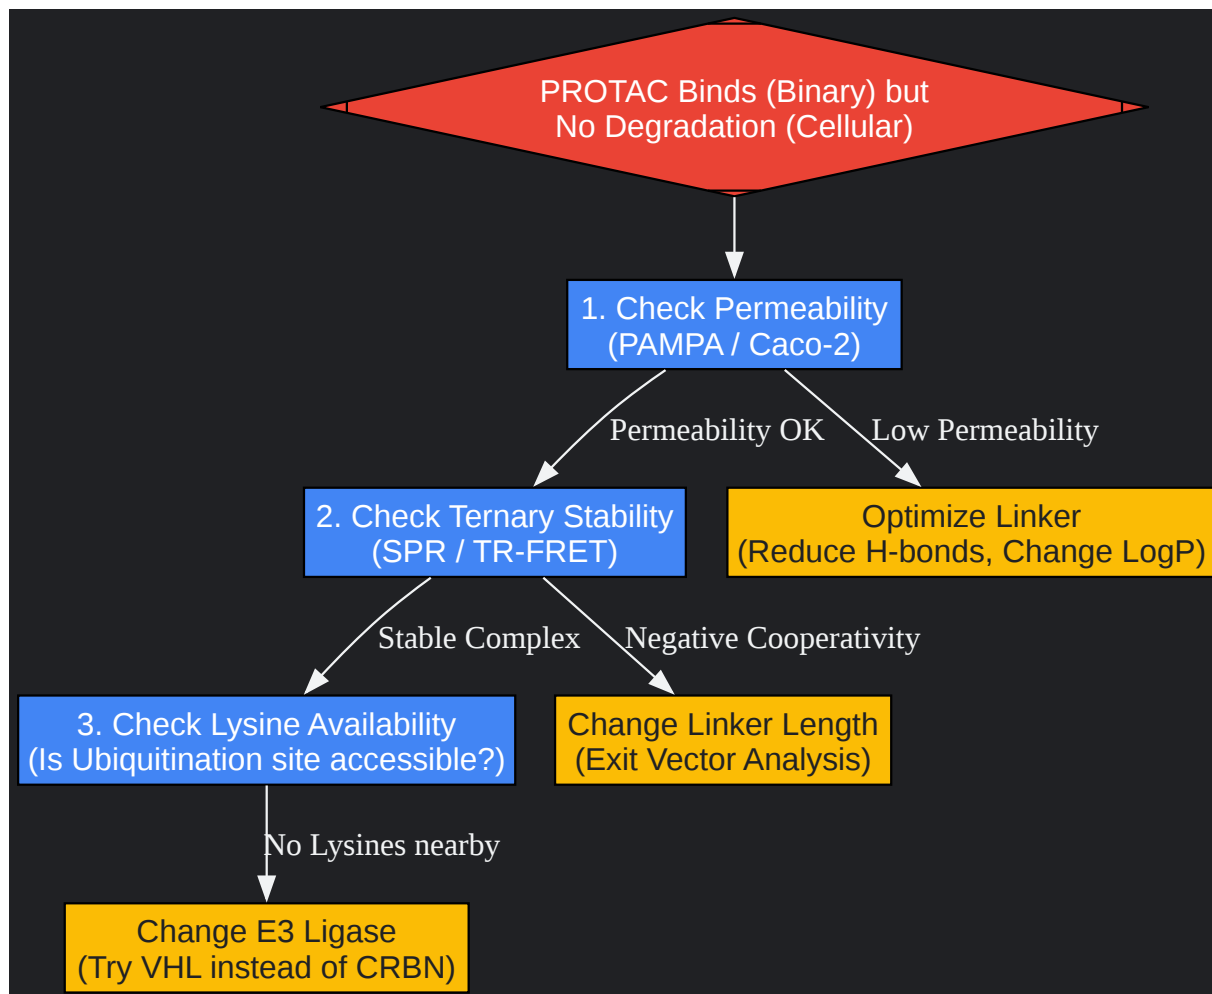 PROTAC Binds (Binary) but
No Degradation (Cellular)
1. Check Permeability
(PAMPA / Caco-2)
Permeability OK
Low Permeability
2. Check Ternary Stability
(SPR / TR-FRET)
Optimize Linker
(Reduce H-bonds, Change LogP)
Stable Complex
Negative Cooperativity
3. Check Lysine Availability
(Is Ubiquitination site accessible?)
Change Linker Length
(Exit Vector Analysis)
No Lysines nearby
Change E3 Ligase
(Try VHL instead of CRBN)